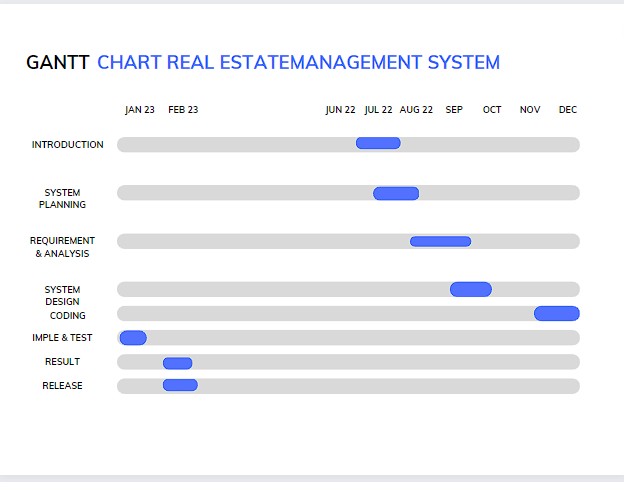 GANTT CHART REAL ESTATEMANAGEMENT SYSTEM
JAN 23 FEB 23 JUN 22 JUL 22 AUG 22 SEP OCT NOV DEC
INTRODUCTION
SYSTEM
PLANNING
REQUIREMENT
& ANALYSIS
SYSTEM
DESIGN
CODING
IMPLE & TEST
RESULT
RELEASE